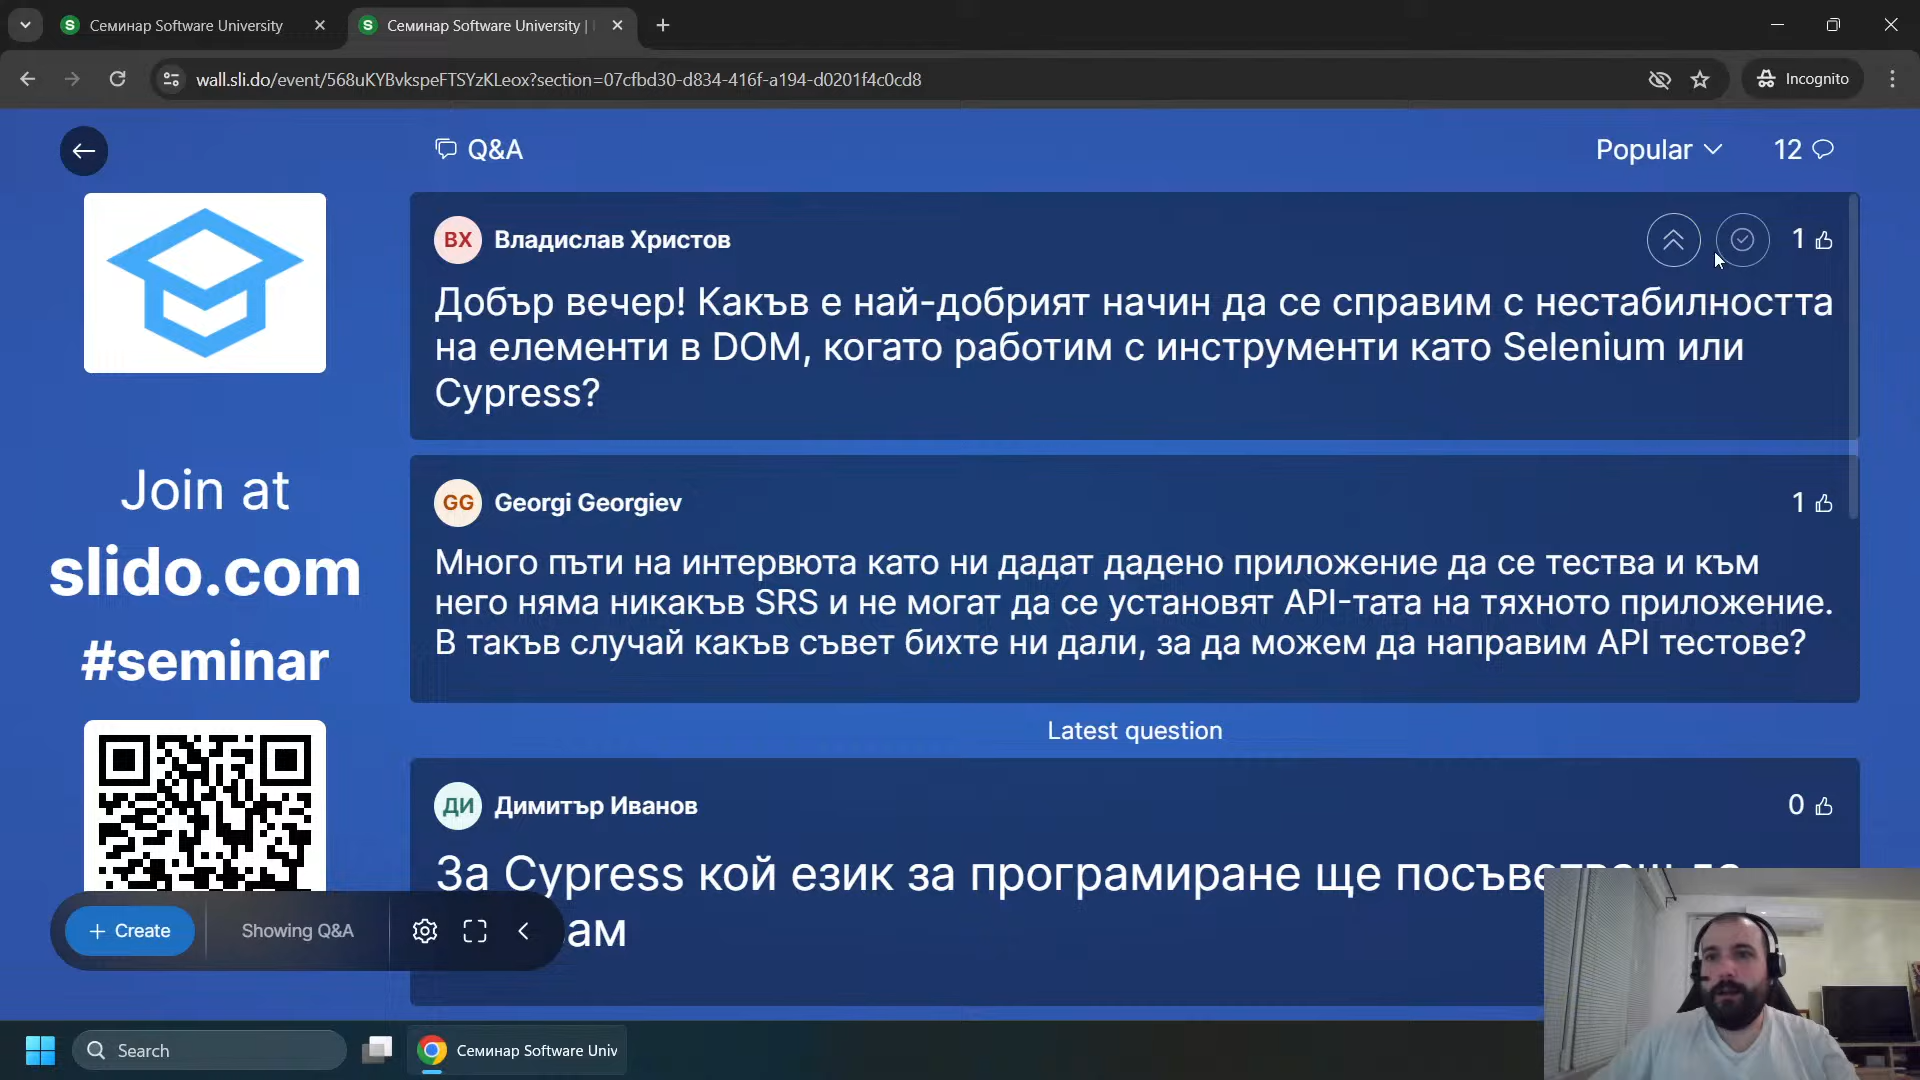 Семинар Software University
Семинар Software University |
wall.sli.do/event/568uKYBvkspeFTSYzKLeox?section=07cfbd30-d834-416f-a194-d0201f4c0cd8
Incognito
Q&A
Popular
12
Join at
slido.com
#seminar
ВХ
Владислав Христов
1
Добър вечер! Какъв е най-добрият начин да се справим с нестабилността
на елементи в DOM, когато работим с инструменти като Selenium или
Cypress?
GG
Georgi Georgiev
1
Много пъти на интервюта като ни дадат дадено приложение да се тества и към
него няма никакъв SRS и не могат да се установят API-тата на тяхното приложение.
В такъв случай какъв съвет бихте ни дали, за да можем да направим API тестове?
Latest question
ДИ
Димитър Иванов
0
За Cypress кой език за програмиране ще
ам
+ Create
Showing Q&A
Search
Семинар Software Univ